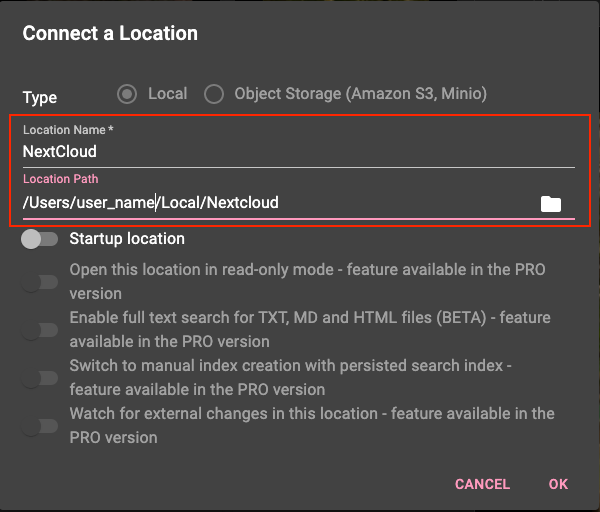 Connect a Location
Type Local Object Storage (Amazon S3, Minio)
Location Name *
NextCloud
Location Path
/Users/user_name/Local/Nextcloud
Startup location
Open this location in read-only mode - feature available in the PRO
version
Enable full text search for TXT, MD and HTML files (BETA) - feature
available in the PRO version
Switch to manual index creation with persisted search index -
feature available in the PRO version
Watch for external changes in this location - feature available in the
PRO version
CANCEL OK